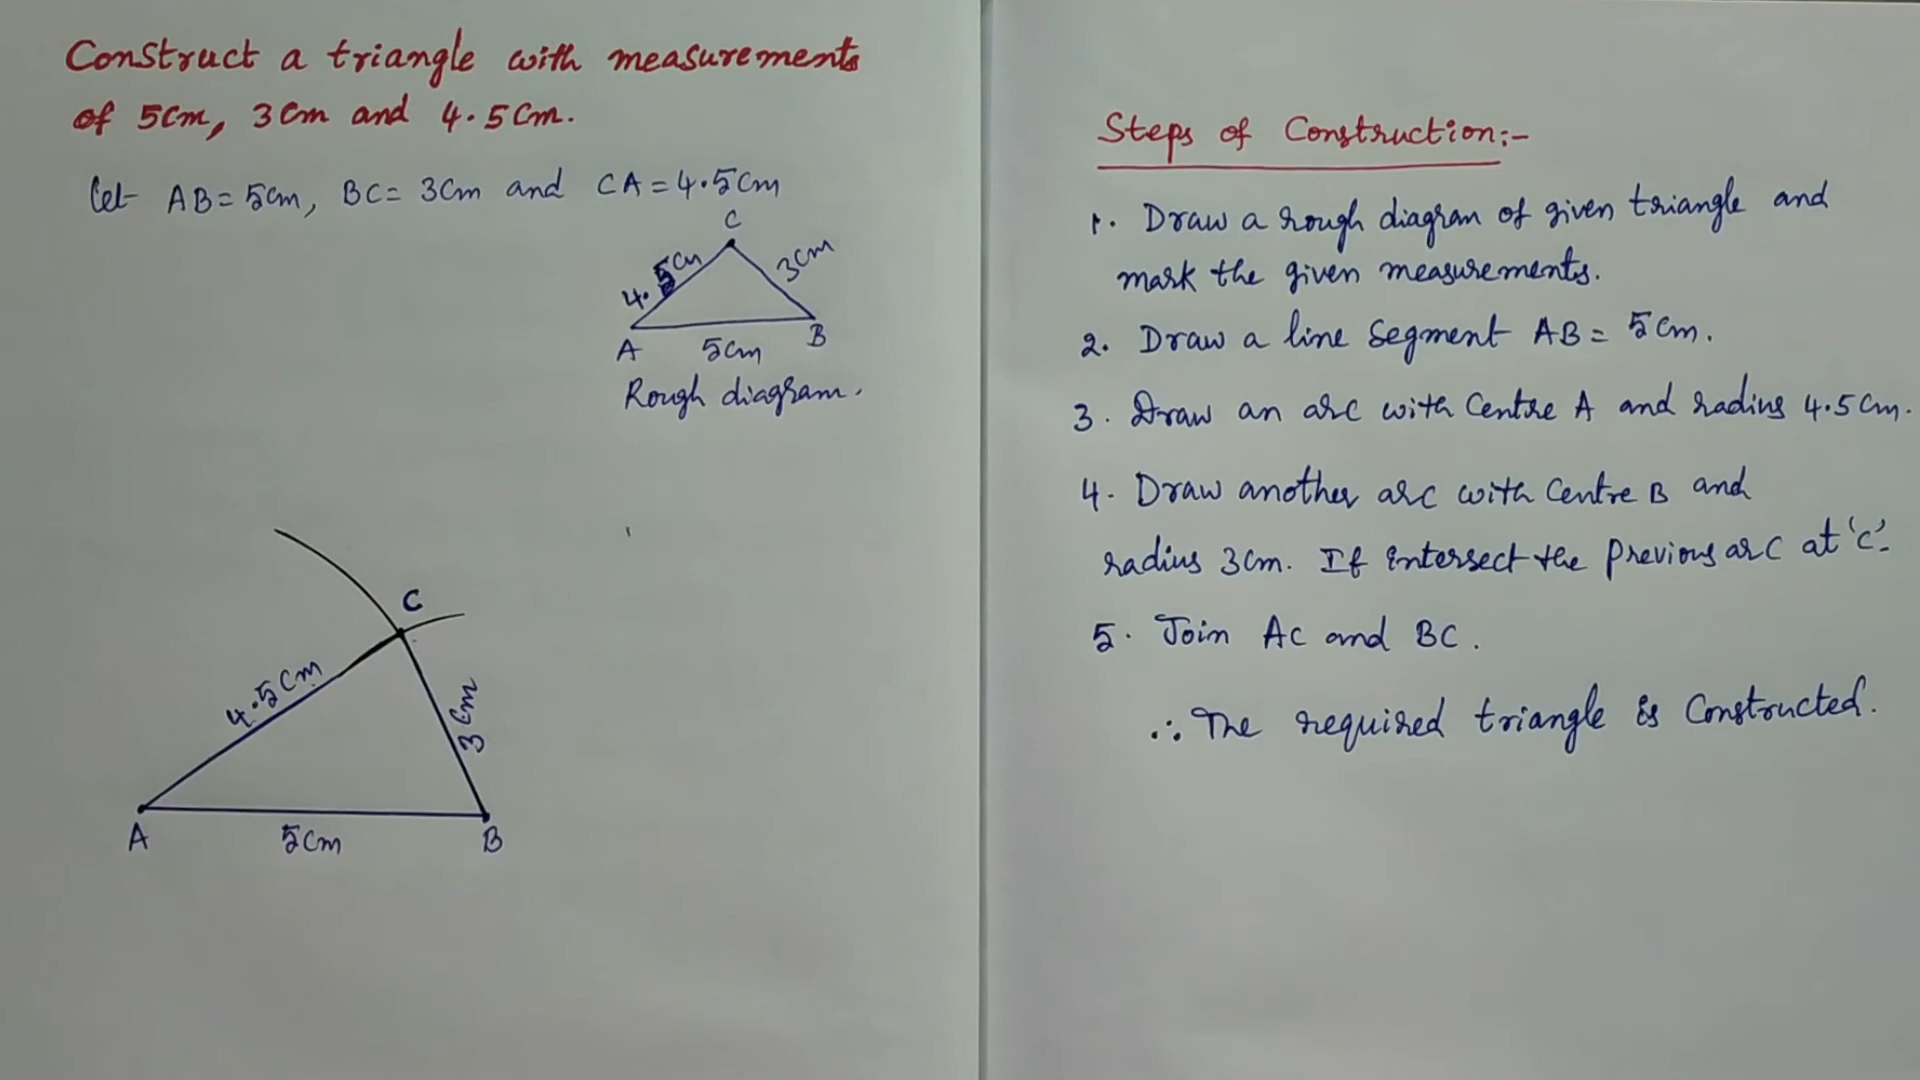 Construct a triangle with measurements
of 5cm, 3cm and 4.5cm.
Let AB = 5cm, BC = 3cm and CA = 4.5cm
C
4.5cm
3cm
A
5cm
B
Rough diagram.
C
4.5cm
3cm
A
5cm
B
Steps of Construction:-
1. Draw a rough diagram of given triangle and
mark the given measurements.
2. Draw a line segment AB = 5cm.
3. Draw an arc with Centre A and radius 4.5cm.
4. Draw another arc with Centre B and
radius 3cm. If intersect the previous arc at 'C'.
5. Join AC and BC.
∴ The required triangle is Constructed.